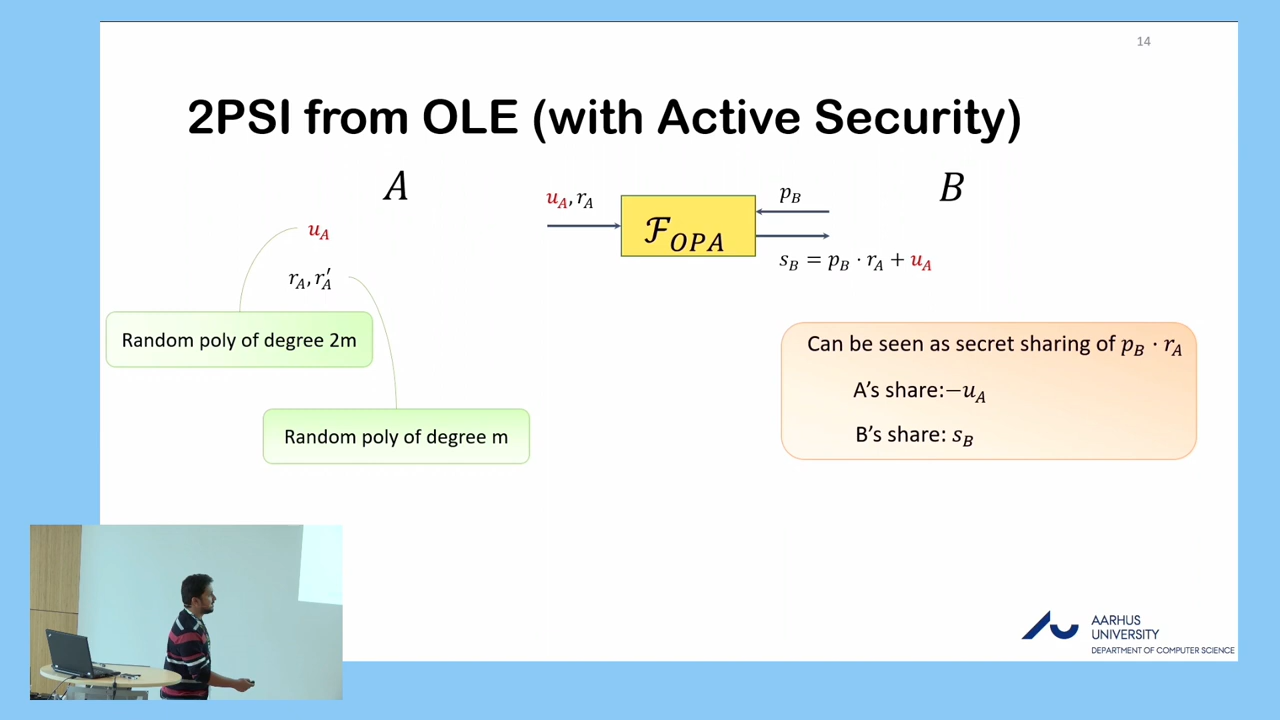 14
2PSI from OLE (with Active Security)
A
B
u_A, r_A
p_B
ℱ_OPA
s_B = p_B · r_A + u_A
u_A
r_A, r′_A
Random poly of degree 2m
Random poly of degree m
Can be seen as secret sharing of p_B · r_A
A’s share:−u_A
B’s share: s_B
AARHUS
UNIVERSITY
DEPARTMENT OF COMPUTER SCIENCE